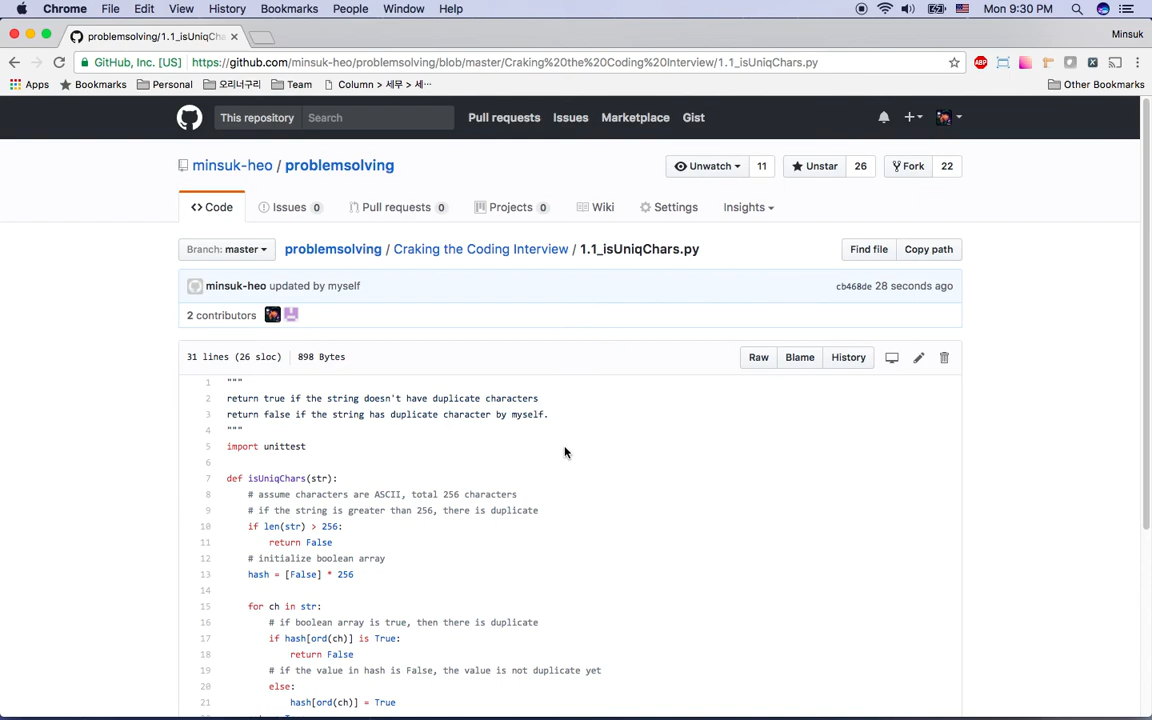 Chrome File Edit View History Bookmarks People Window Help Mon 9:30 PM
problemsolving/1.1_isUniqCha Minsuk
GitHub, Inc. [US] https://github.com/minsuk-heo/problemsolving/blob/master/Craking%20the%20Coding%20Interview/1.1_isUniqChars.py ABP
Apps Bookmarks Personal 오리너구리 Team Column > 세무 > 세… Other Bookmarks
This repository Search Pull requests Issues Marketplace Gist
minsuk-heo / problemsolving Unwatch 11 Unstar 26 Fork 22
Code Issues 0 Pull requests 0 Projects 0 Wiki Settings Insights
Branch: master problemsolving / Craking the Coding Interview / 1.1_isUniqChars.py Find file Copy path
minsuk-heo updated by myself cb468de 28 seconds ago
2 contributors
31 lines (26 sloc) 898 Bytes Raw Blame History
1 """
2 return true if the string doesn't have duplicate characters
3 return false if the string has duplicate character by myself.
4 """
5 import unittest
6
7 def isUniqChars(str):
8 # assume characters are ASCII, total 256 characters
9 # if the string is greater than 256, there is duplicate
10 if len(str) > 256:
11 return False
12 # initialize boolean array
13 hash = [False] * 256
14
15 for ch in str:
16 # if boolean array is true, then there is duplicate
17 if hash[ord(ch)] is True:
18 return False
19 # if the value in hash is False, the value is not duplicate yet
20 else:
21 hash[ord(ch)] = True